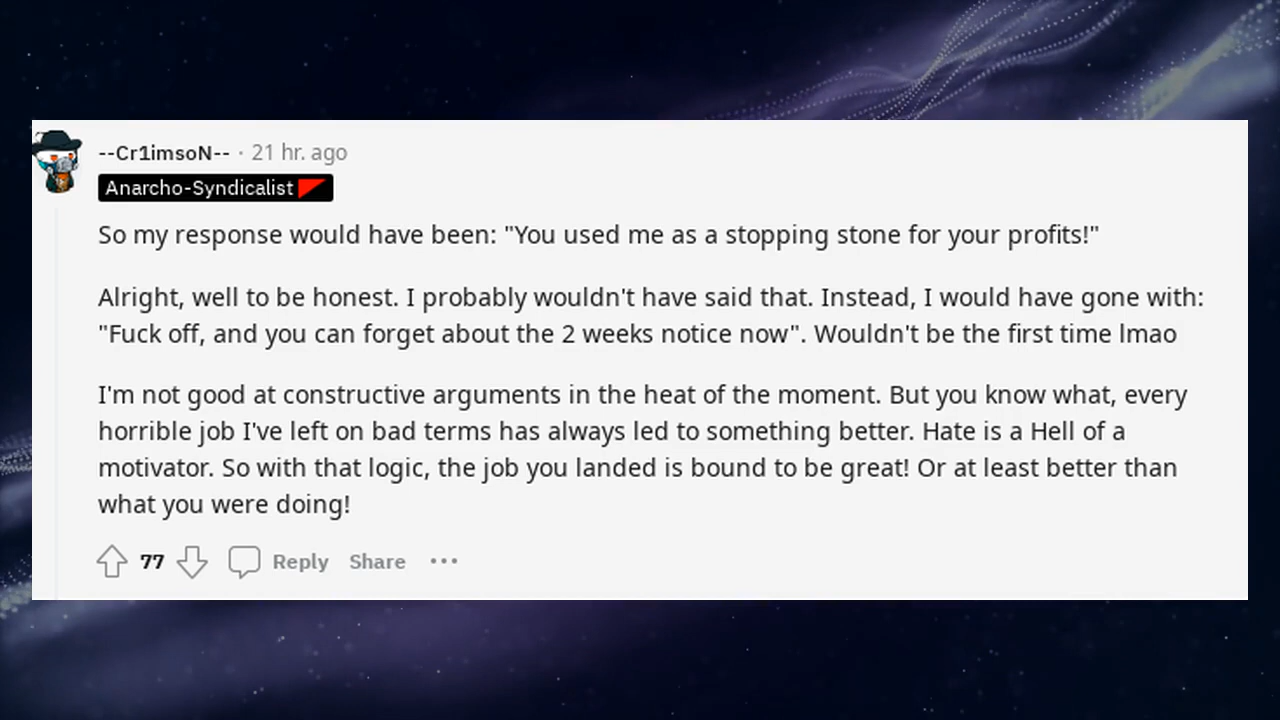 --Cr1imsoN-- · 21 hr. ago
Anarcho-Syndicalist
So my response would have been: "You used me as a stopping stone for your profits!"
Alright, well to be honest. I probably wouldn't have said that. Instead, I would have gone with:
"Fuck off, and you can forget about the 2 weeks notice now". Wouldn't be the first time lmao
I'm not good at constructive arguments in the heat of the moment. But you know what, every
horrible job I've left on bad terms has always led to something better. Hate is a Hell of a
motivator. So with that logic, the job you landed is bound to be great! Or at least better than
what you were doing!
77 Reply Share ···